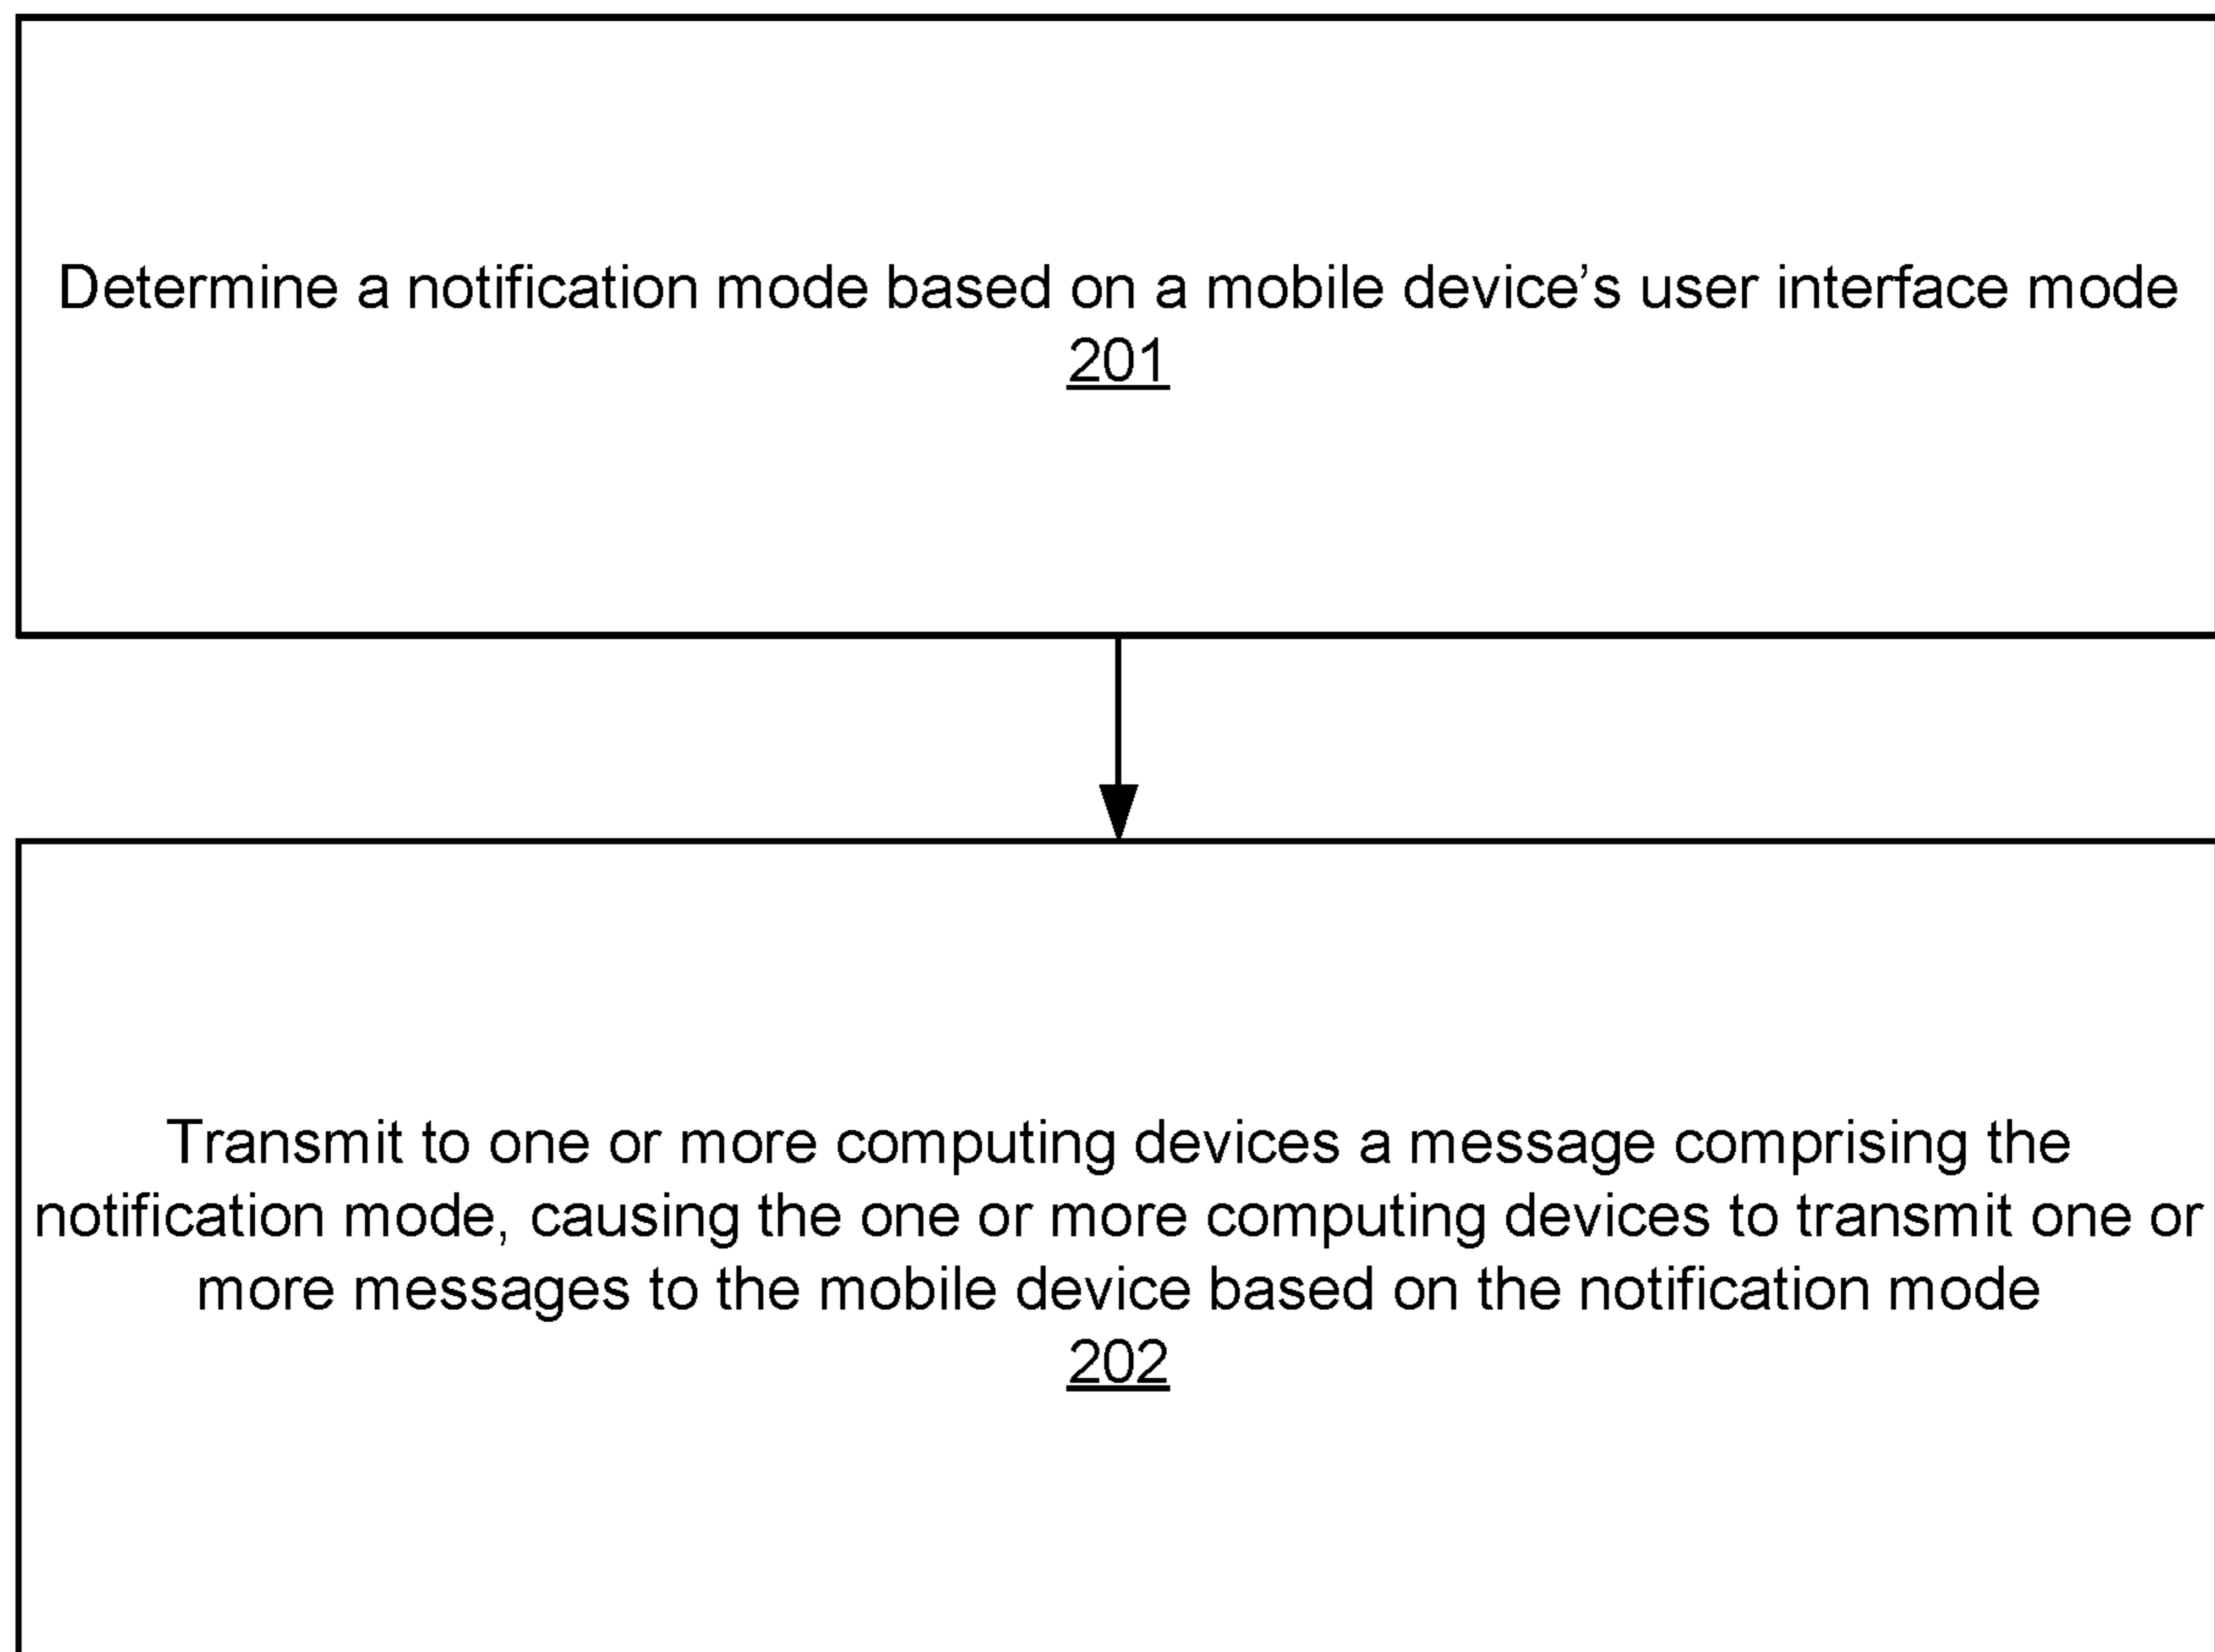 Determine a notification mode based on a mobile device’s user interface mode
201
Transmit to one or more computing devices a message comprising the
notification mode, causing the one or more computing devices to transmit one or
more messages to the mobile device based on the notification mode
202